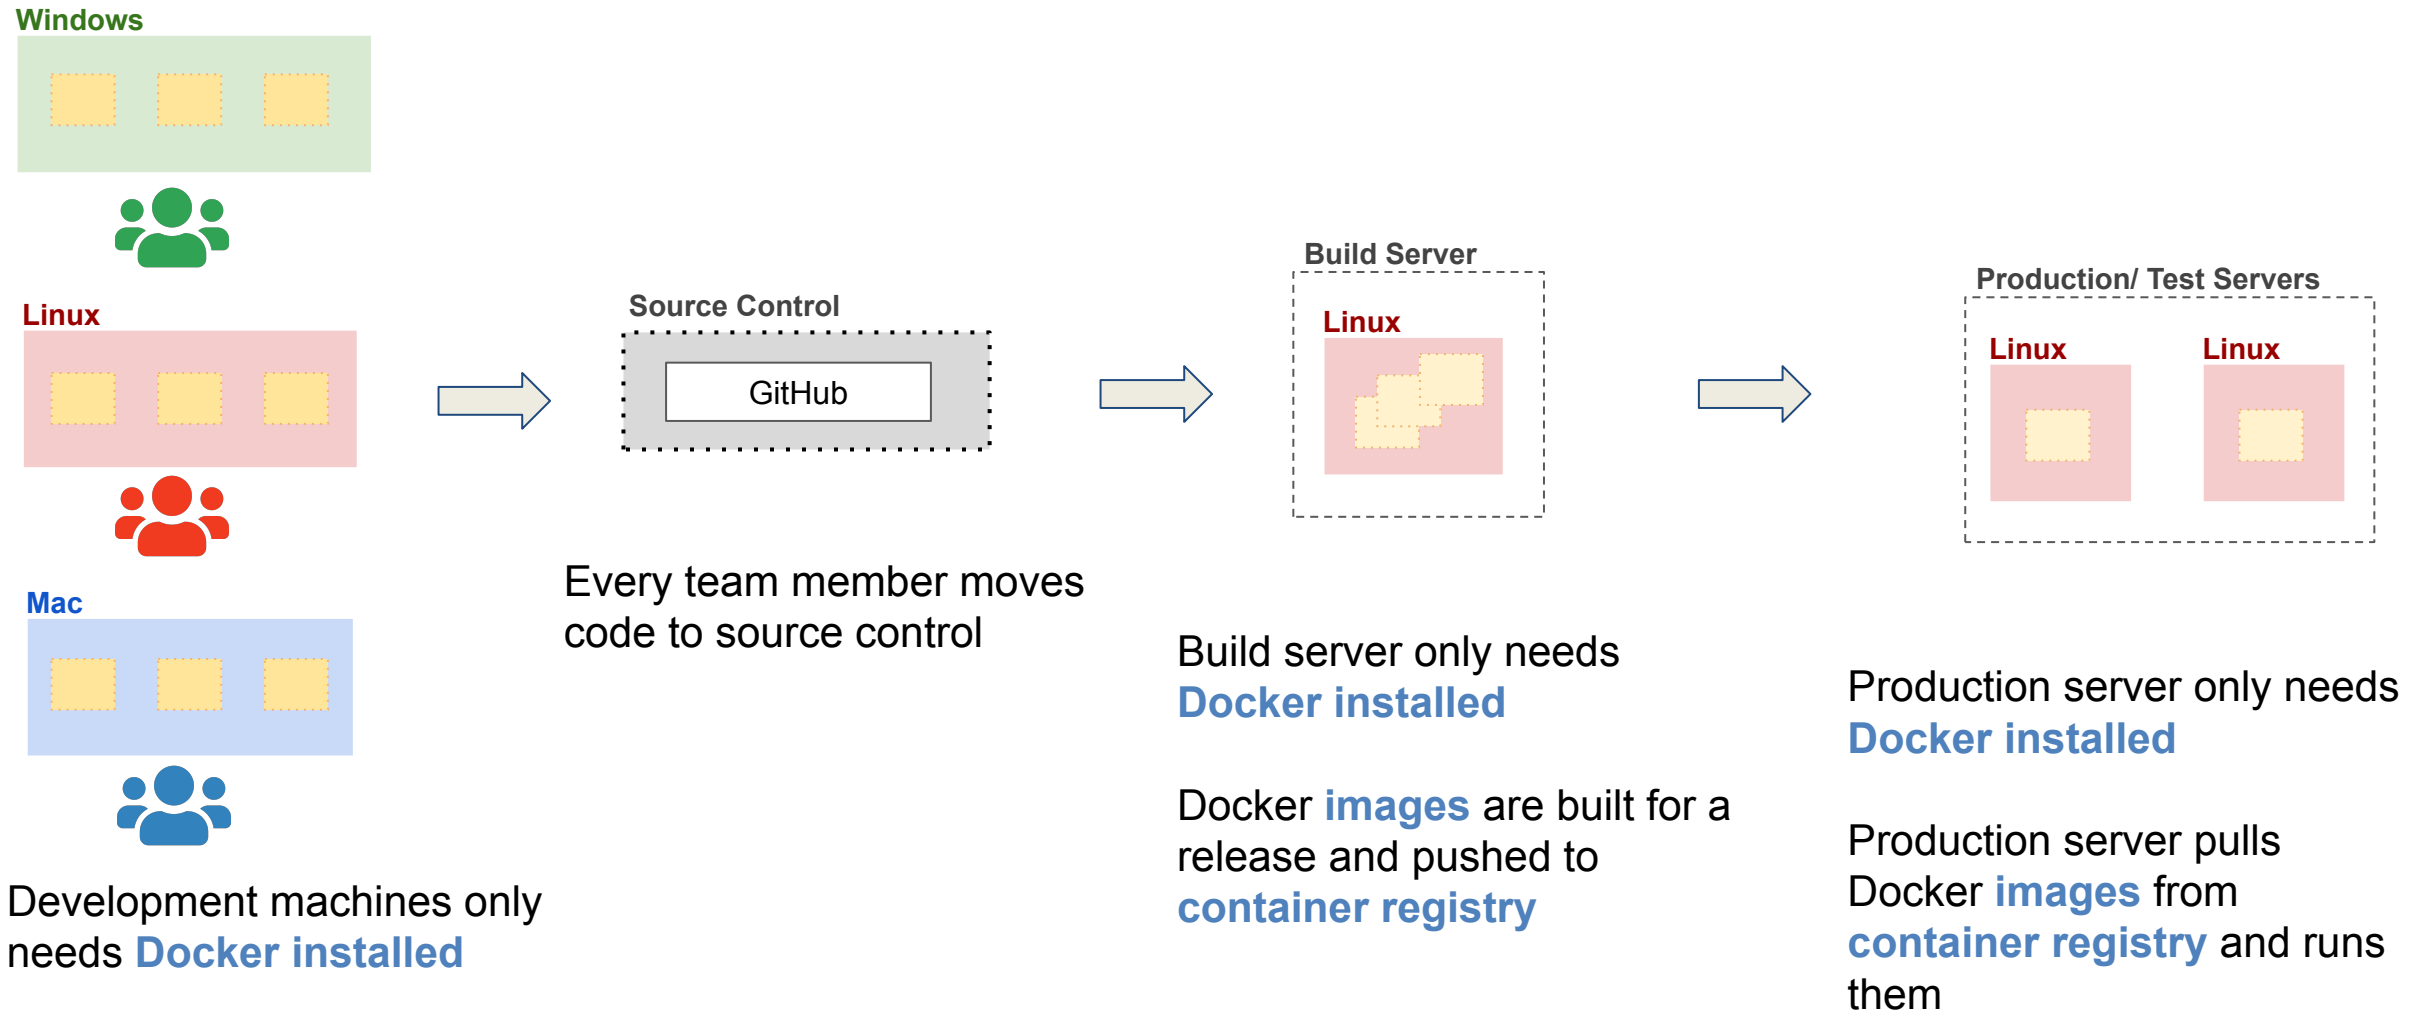 Windows
Linux
Mac
Development machines only
needs Docker installed
Source Control
GitHub
Every team member moves
code to source control
Build Server
Linux
Build server only needs
Docker installed
Docker images are built for a
release and pushed to
container registry
Production/ Test Servers
Linux
Linux
Production server only needs
Docker installed
Production server pulls
Docker images from
container registry and runs
them